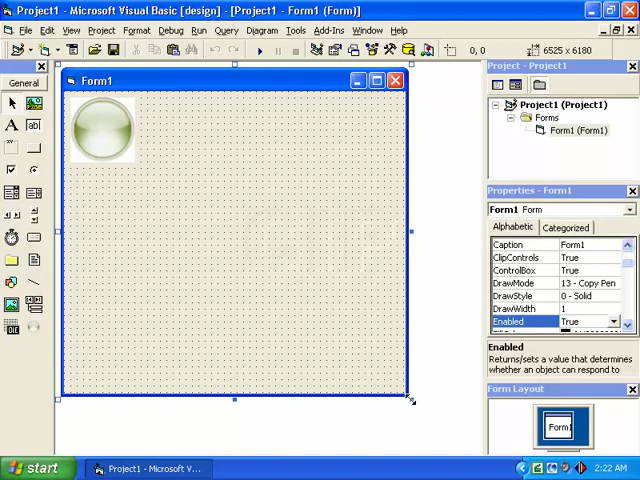 Project1 - Microsoft Visual Basic [design] - [Project1 - Form1 (Form)]
File Edit View Project Format Debug Run Query Diagram Tools Add-Ins Window Help
0, 0 6525 x 6180
General
A ab|
Form1
Project - Project1
Project1 (Project1)
Forms
Form1 (Form1)
Properties - Form1
Form1 Form
Alphabetic Categorized
Caption Form1
ClipControls True
ControlBox True
DrawMode 13 - Copy Pen
DrawStyle 0 - Solid
DrawWidth 1
Enabled True
Enabled
Returns/sets a value that determines
whether an object can respond to
Form Layout
Form1
OLE
start Project1 - Microsoft V... 2:22 AM